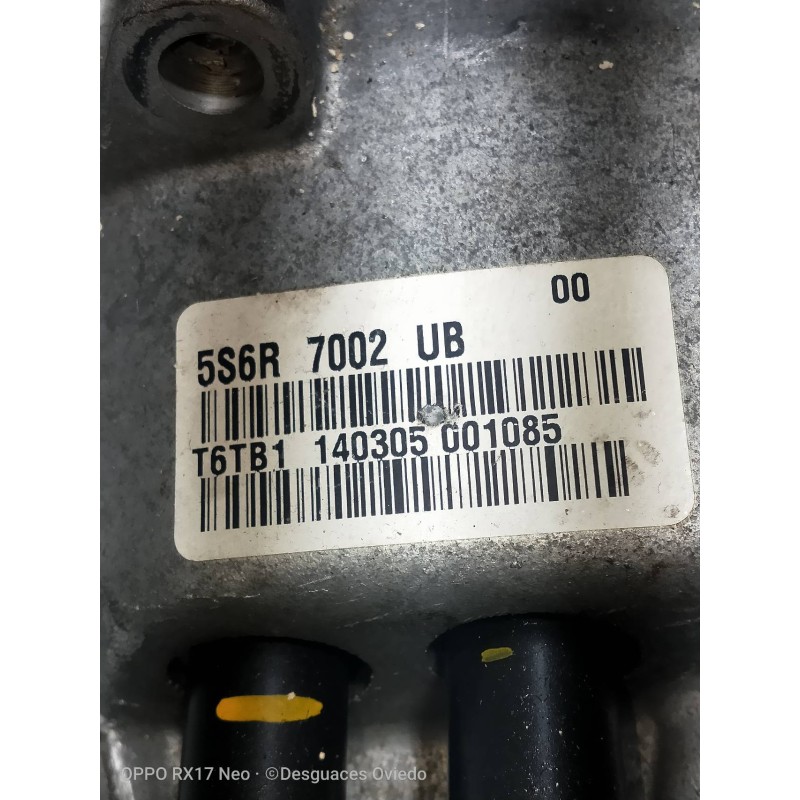 00
5S6R 7002 UB
T6TB1 140305 001085
OPPO RX17 Neo · ©Desguaces Oviedo